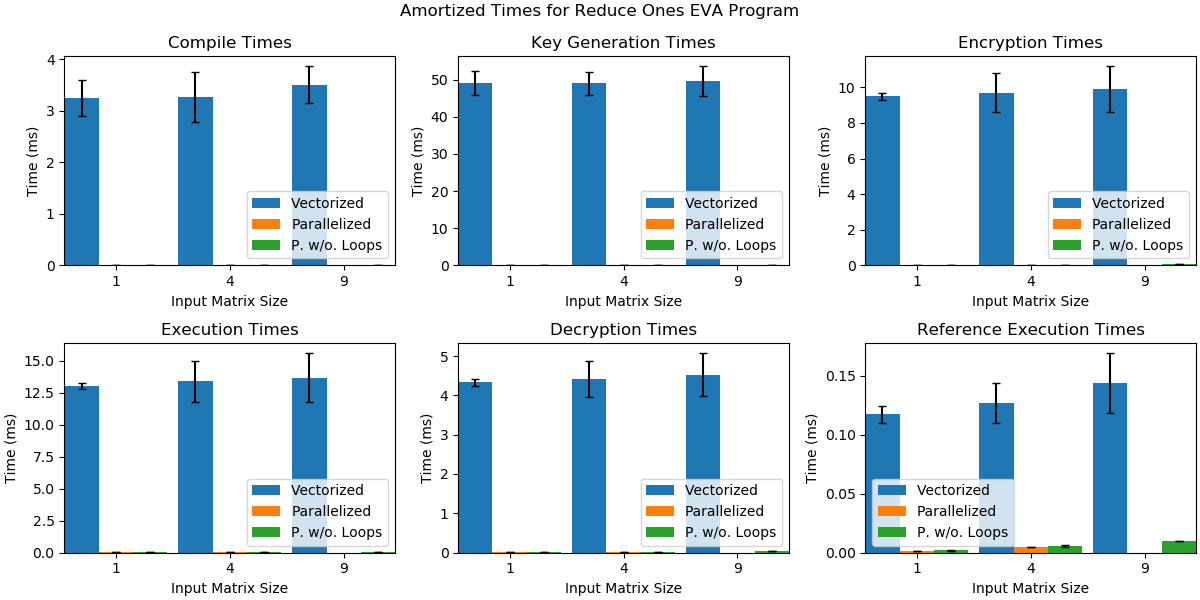 Amortized Times for Reduce Ones EVA Program
Compile Times
Time (ms)
4
3
2
1
0
Vectorized
Parallelized
P. w/o. Loops
1 4 9
Input Matrix Size
Key Generation Times
Time (ms)
50
40
30
20
10
0
Vectorized
Parallelized
P. w/o. Loops
1 4 9
Input Matrix Size
Encryption Times
Time (ms)
10
8
6
4
2
0
Vectorized
Parallelized
P. w/o. Loops
1 4 9
Input Matrix Size
Execution Times
Time (ms)
15.0
12.5
10.0
7.5
5.0
2.5
0.0
Vectorized
Parallelized
P. w/o. Loops
1 4 9
Input Matrix Size
Decryption Times
Time (ms)
5
4
3
2
1
0
Vectorized
Parallelized
P. w/o. Loops
1 4 9
Input Matrix Size
Reference Execution Times
Time (ms)
0.15
0.10
0.05
0.00
Vectorized
Parallelized
P. w/o. Loops
1 4 9
Input Matrix Size